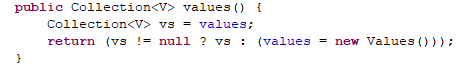 public Collection<V> values() {
Collection<V> vs = values;
return (vs != null ? vs : (values = new Values()));
}